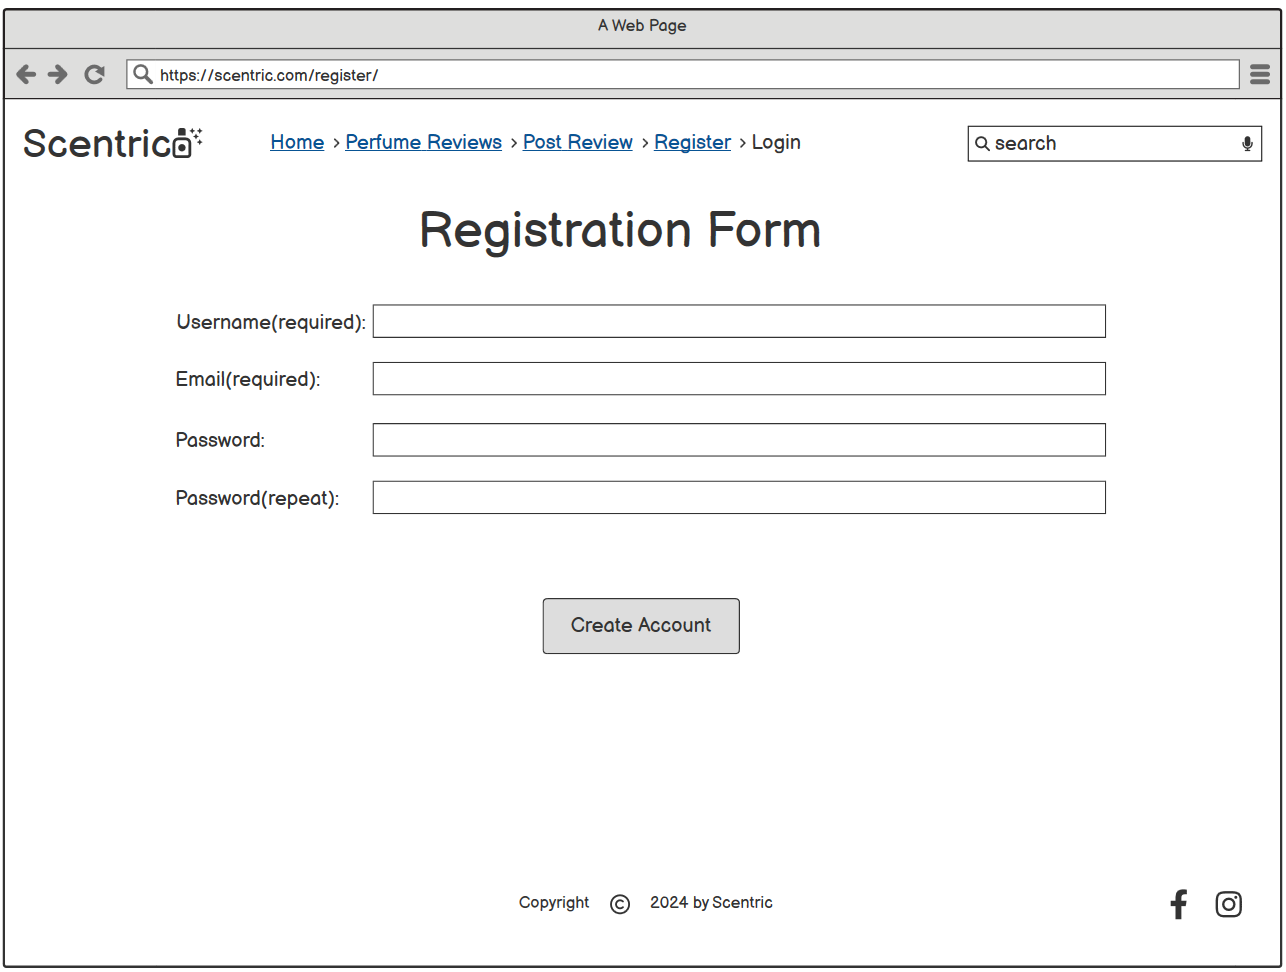 A Web Page
https://scentric.com/register/
Scentric
Home › Perfume Reviews › Post Review › Register › Login
search
Registration Form
Username(required):
Email(required):
Password:
Password(repeat):
Create Account
Copyright © 2024 by Scentric